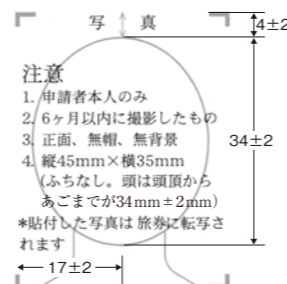 写 真
4±2
注意
1. 申請者本人のみ
2. 6ヶ月以内に撮影したもの
3. 正面、無帽、無背景
4. 縦45mm×横35mm
(ふちなし。頭は頭頂から
あごまでが34mm±2mm)
*貼付した写真は 旅券に転写さ
れます
34±2
17±2